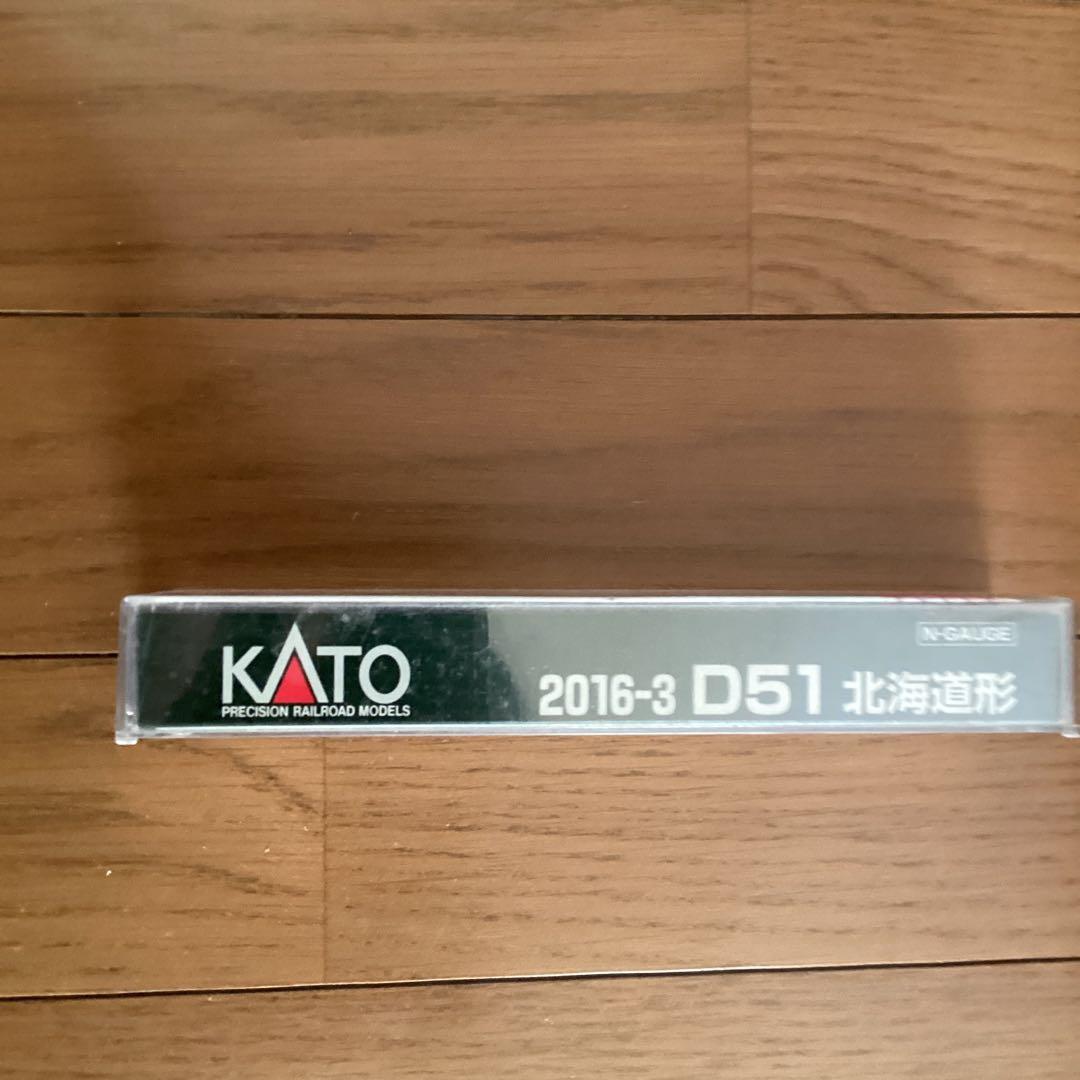 KATO
PRECISION RAILROAD MODELS
N-GAUGE
2016-3 D51 北海道形